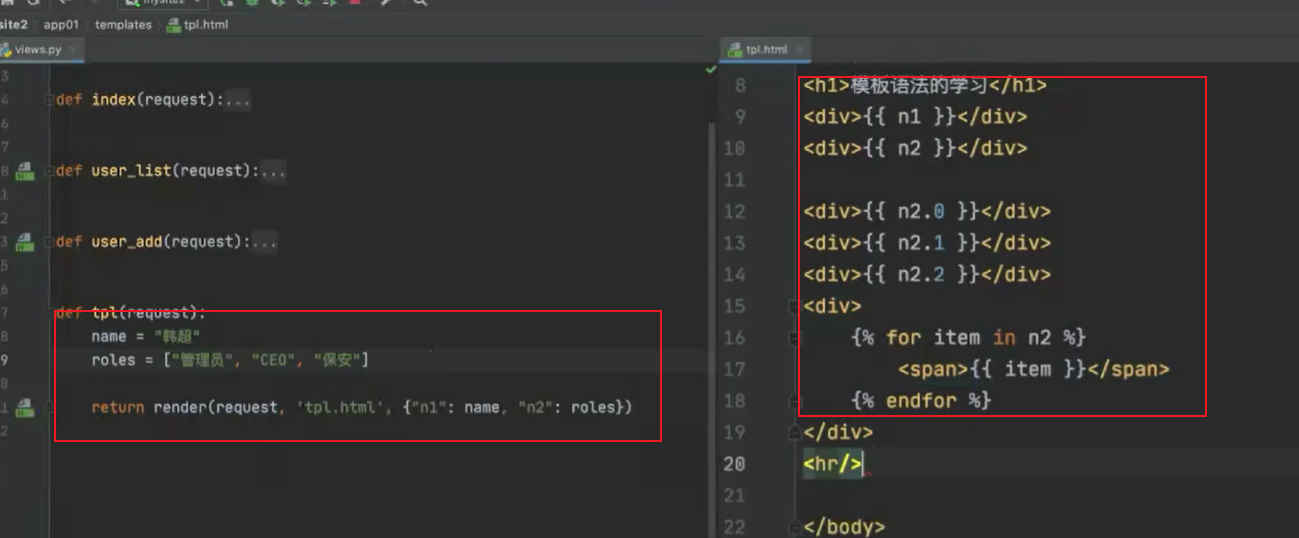 mysite2
site2 app01 templates tpl.html
views.py
3
4 def index(request):...
6
7
8 def user_list(request):...
1
2
3 def user_add(request):...
5
6
7 def tpl(request):
8 name = "韩超"
9 roles = ["管理员", "CEO", "保安"]
0
1 return render(request, 'tpl.html', {"n1": name, "n2": roles})
2
tpl.html
8 <h1>模板语法的学习</h1>
9 <div>{{ n1 }}</div>
10 <div>{{ n2 }}</div>
11
12 <div>{{ n2.0 }}</div>
13 <div>{{ n2.1 }}</div>
14 <div>{{ n2.2 }}</div>
15 <div>
16 {% for item in n2 %}
17 <span>{{ item }}</span>
18 {% endfor %}
19 </div>
20 <hr/>
21
22 </body>